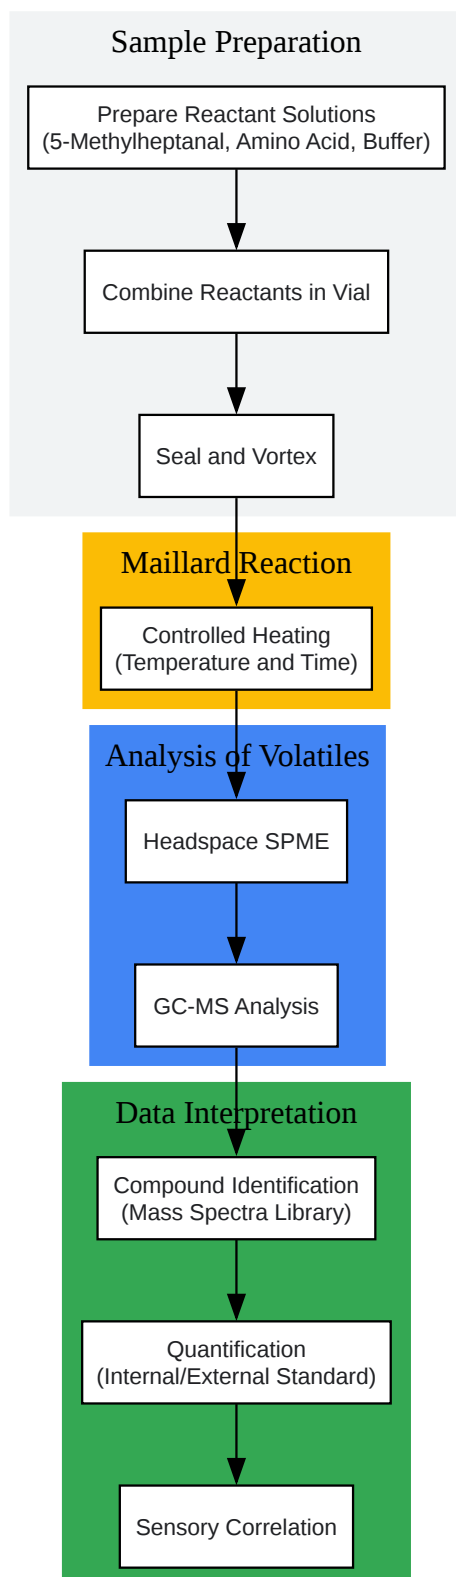 Sample Preparation
Prepare Reactant Solutions
(5-Methylheptanal, Amino Acid, Buffer)
Combine Reactants in Vial
Seal and Vortex
Maillard Reaction
Controlled Heating
(Temperature and Time)
Analysis of Volatiles
Headspace SPME
GC-MS Analysis
Data Interpretation
Compound Identification
(Mass Spectra Library)
Quantification
(Internal/External Standard)
Sensory Correlation